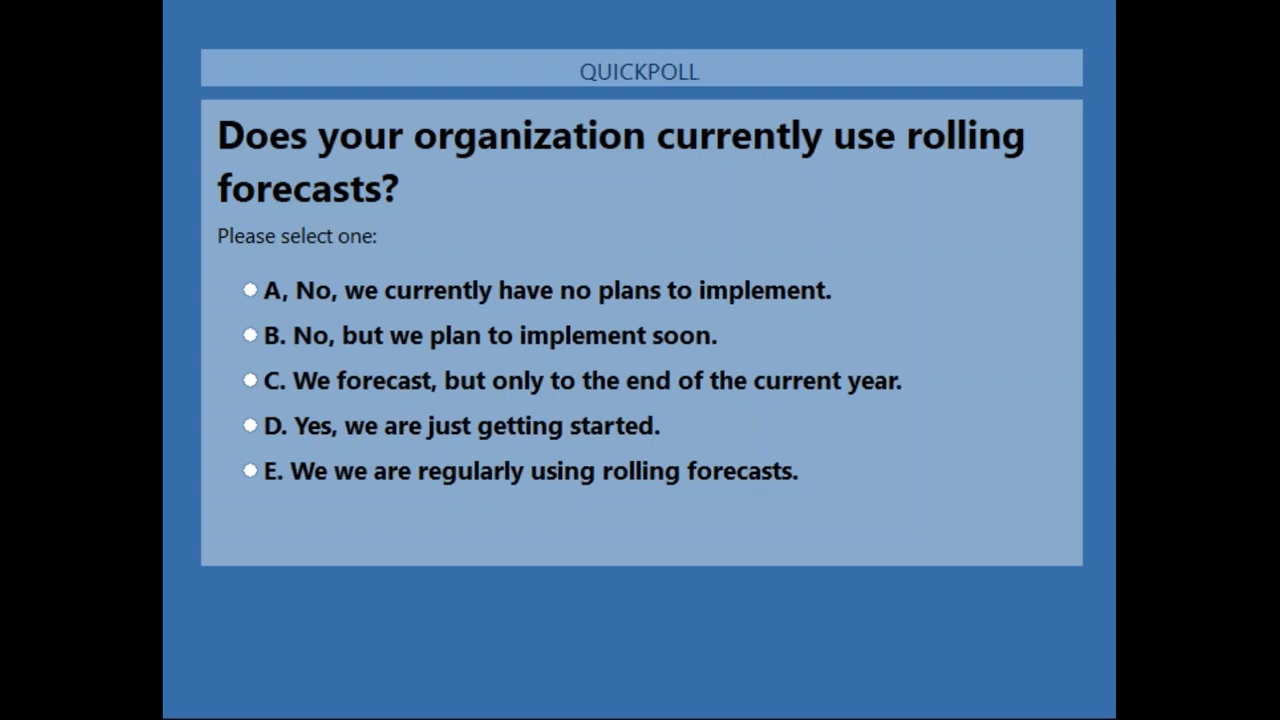 QUICKPOLL
Does your organization currently use rolling
forecasts?
Please select one:
A, No, we currently have no plans to implement.
B. No, but we plan to implement soon.
C. We forecast, but only to the end of the current year.
D. Yes, we are just getting started.
E. We we are regularly using rolling forecasts.